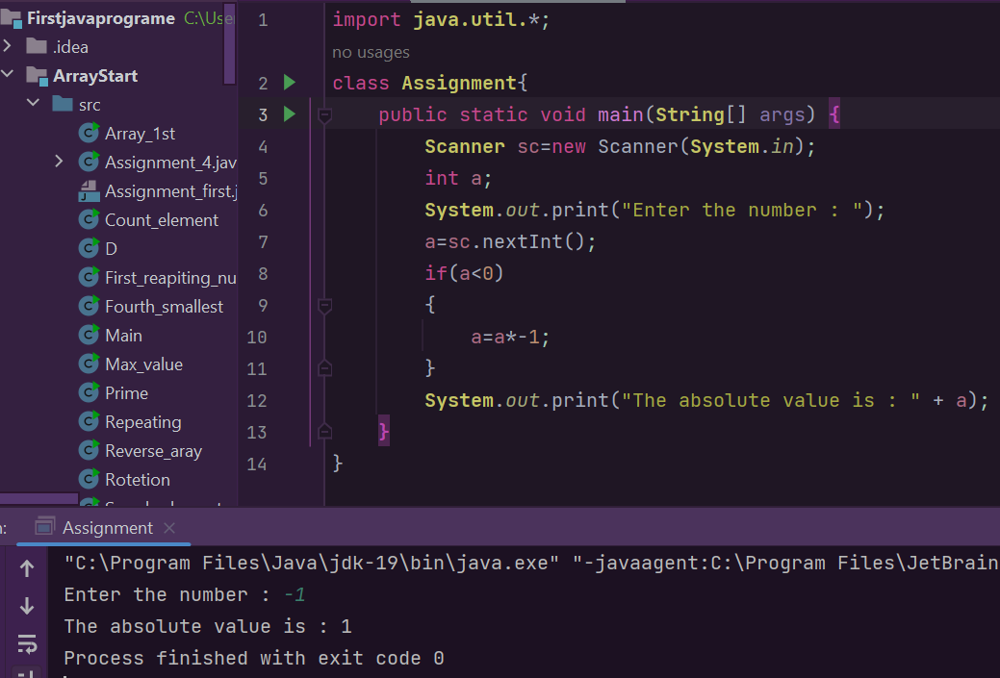 Firstjavaprograme C:\Use
.idea
ArrayStart
src
Array_1st
Assignment_4.jav
Assignment_first.j
Count_element
D
First_reapiting_nu
Fourth_smallest
Main
Max_value
Prime
Repeating
Reverse_aray
Rotetion
1 import java.util.*;
no usages
2 class Assignment{
3 public static void main(String[] args) {
4 Scanner sc=new Scanner(System.in);
5 int a;
6 System.out.print("Enter the number : ");
7 a=sc.nextInt();
8 if(a<0)
9 {
10 a=a*-1;
11 }
12 System.out.print("The absolute value is : " + a);
13 }
14 }
Assignment
"C:\Program Files\Java\jdk-19\bin\java.exe" "-javaagent:C:\Program Files\JetBrain
Enter the number : -1
The absolute value is : 1
Process finished with exit code 0